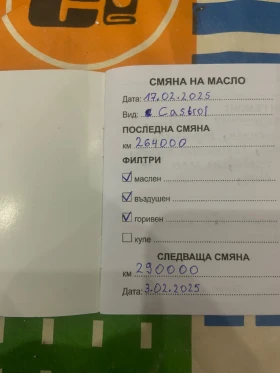 СМЯНА НА МАСЛО
Дата: 17.02.2025
Вид: Castrol
ПОСЛЕДНА СМЯНА
км 264000
ФИЛТРИ
маслен
въздушен
горивен
купе
СЛЕДВАЩА СМЯНА
км 290000
Дата: 3.02.2025